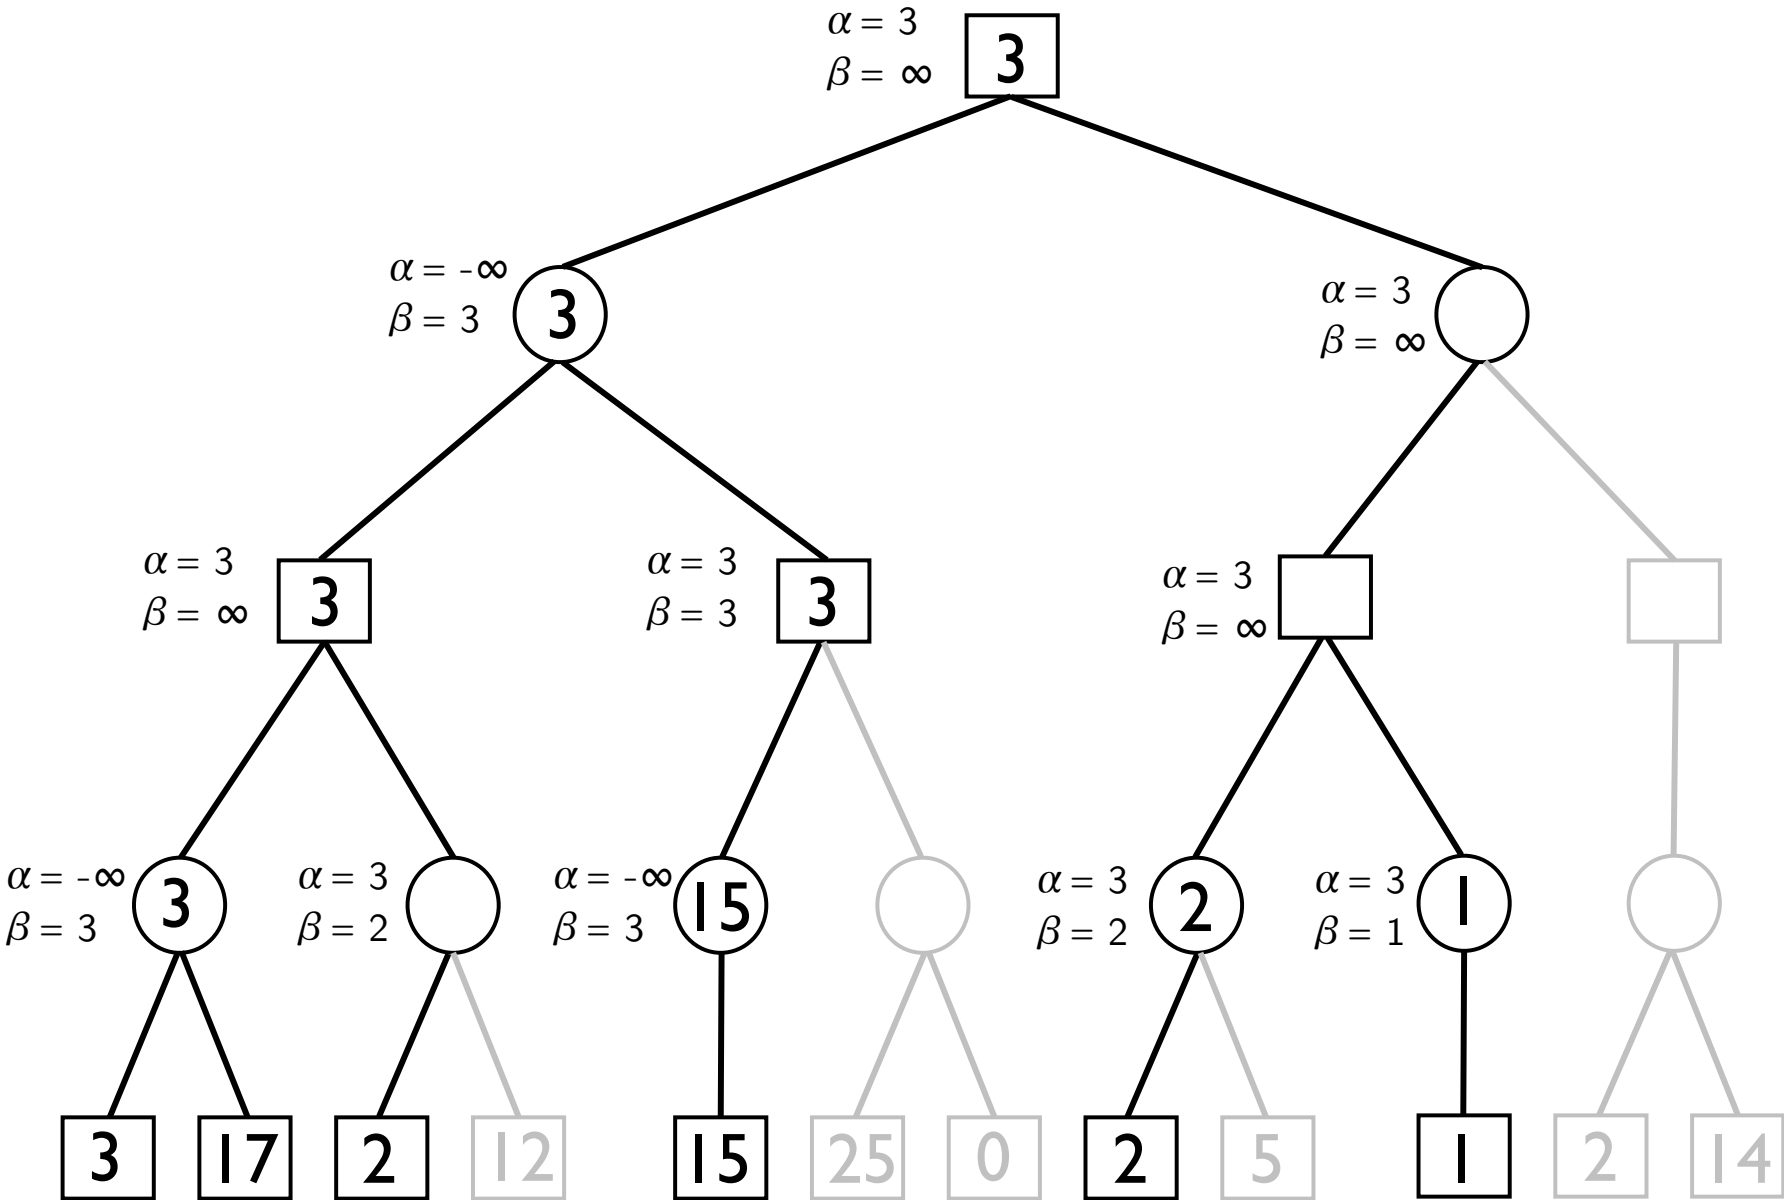 α = 3
β = ∞
3
α = -∞
β = 3
3
α = 3
β = ∞
α = 3
β = ∞
3
α = 3
β = 3
3
α = 3
β = ∞
α = -∞
β = 3
3
α = 3
β = 2
α = -∞
β = 3
15
α = 3
β = 2
2
α = 3
β = 1
1
3 17 2 12 15 25 0 2 5 1 2 14